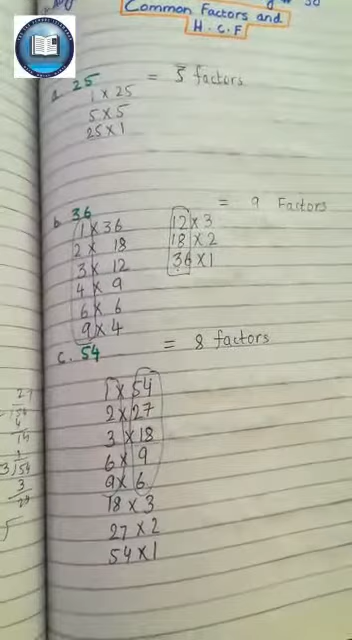 Common Factors and
H.C.F
a. 25 = 5 factors
1 x 25
5 x 5
25 x 1
b. 36 = 9 Factors
1 x 36
2 x 18
3 x 12
4 x 9
6 x 6
9 x 4
12 x 3
18 x 2
36 x 1
c. 54 = 8 factors
1 x 54
2 x 27
3 x 18
6 x 9
9 x 6
18 x 3
27 x 2
54 x 1